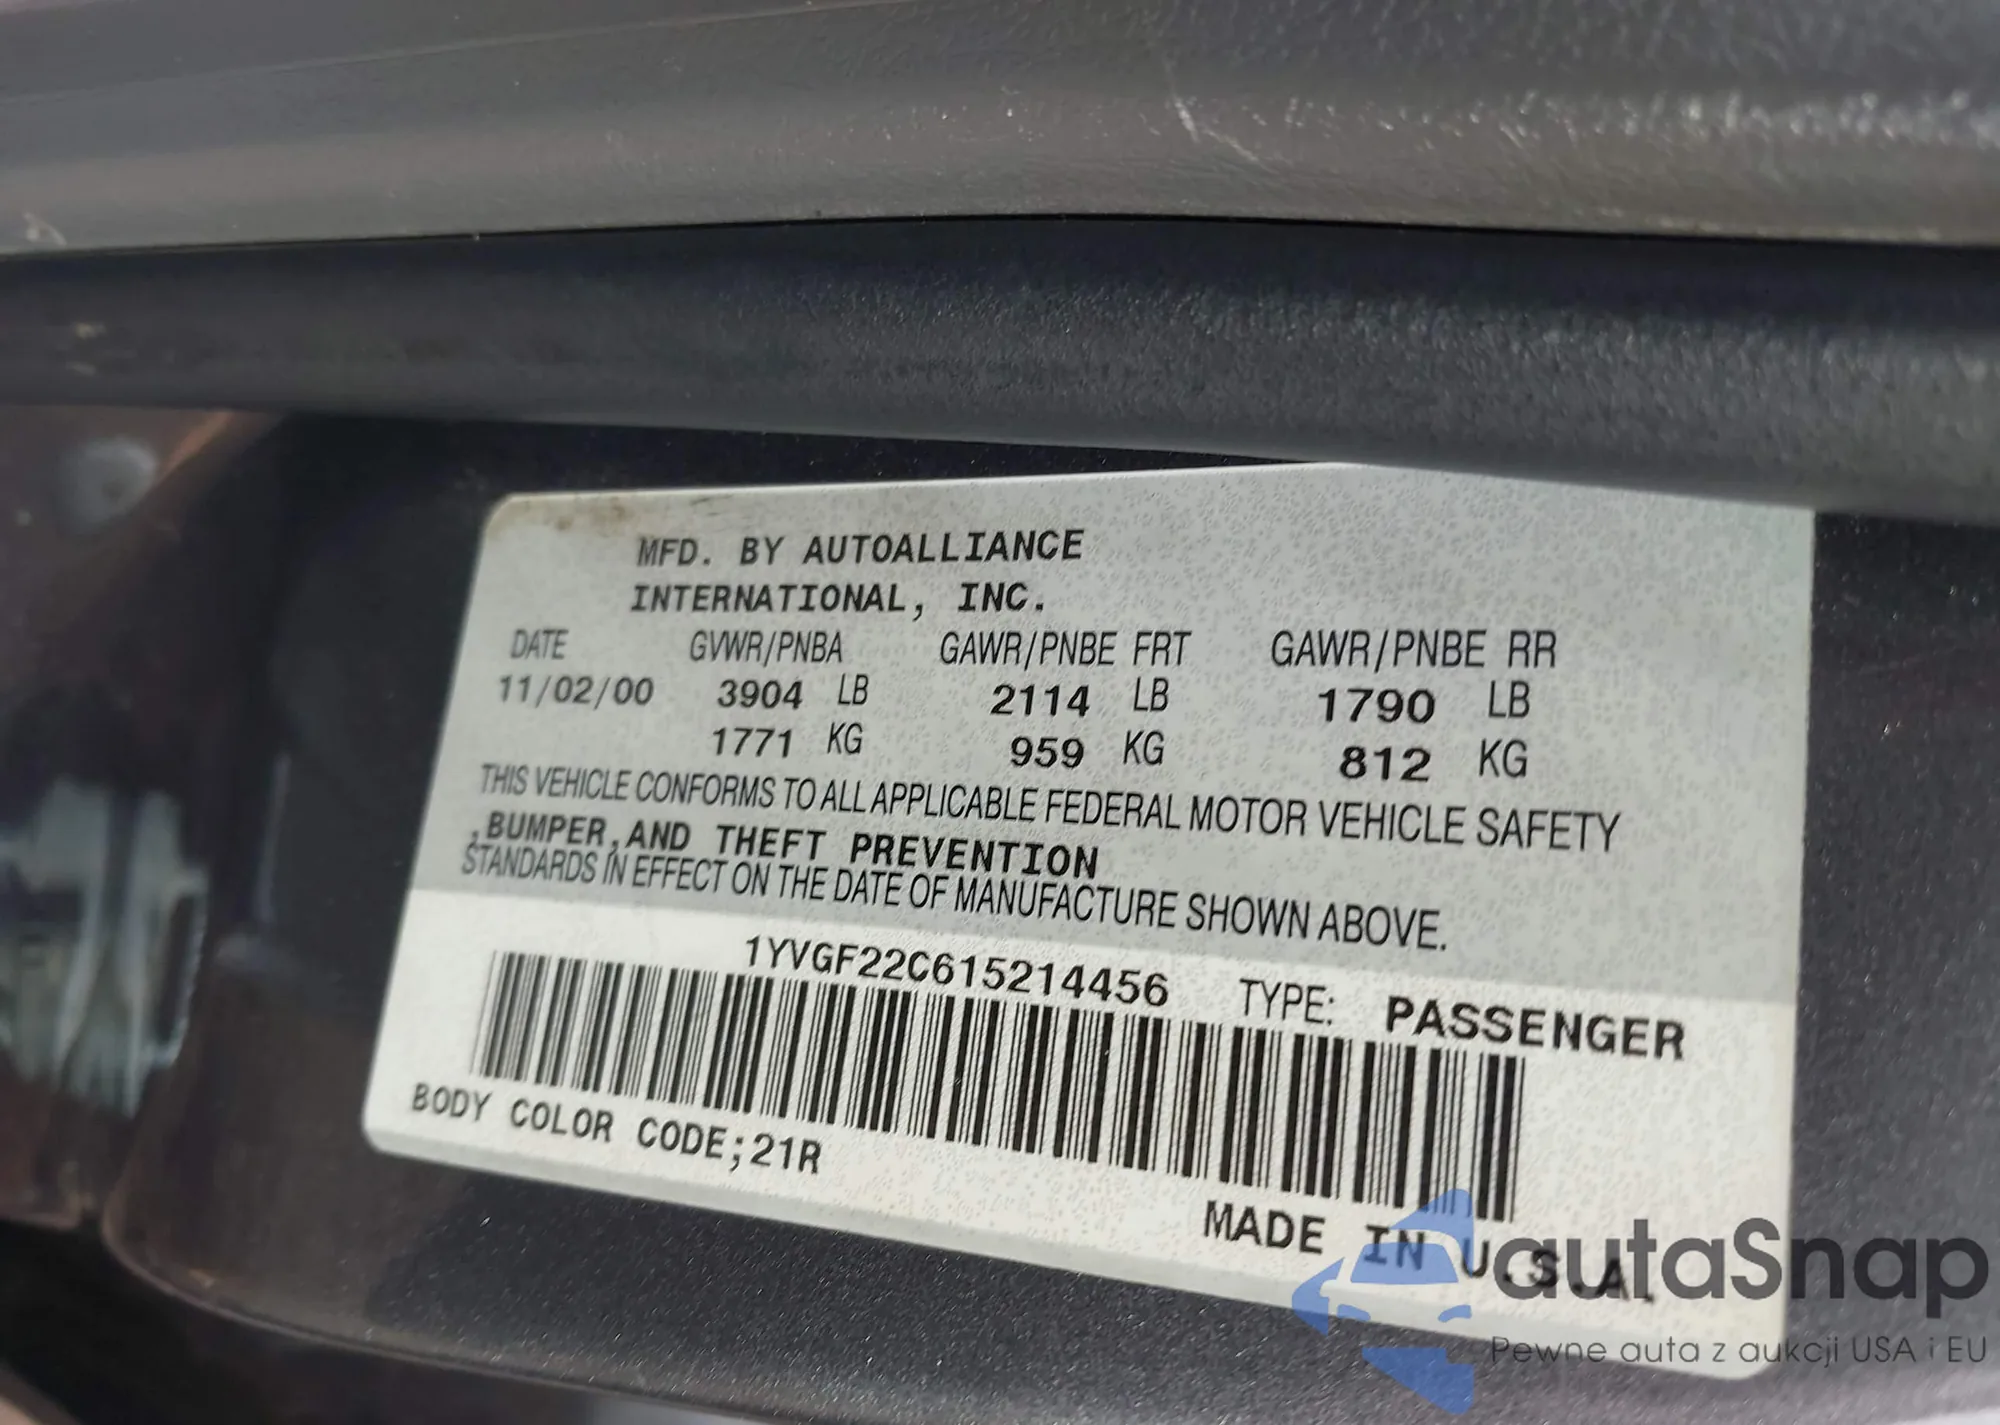 MFD. BY AUTOALLIANCE
INTERNATIONAL, INC.
DATE GVWR/PNBA GAWR/PNBE FRT GAWR/PNBE RR
11/02/00 3904 LB 2114 LB 1790 LB
1771 KG 959 KG 812 KG
THIS VEHICLE CONFORMS TO ALL APPLICABLE FEDERAL MOTOR VEHICLE SAFETY
,BUMPER,AND THEFT PREVENTION
STANDARDS IN EFFECT ON THE DATE OF MANUFACTURE SHOWN ABOVE.
1YVGF22C615214456 TYPE: PASSENGER
BODY COLOR CODE;21R
MADE IN U.S.A.
autaSnap
Pewne auta z aukcji USA i EU